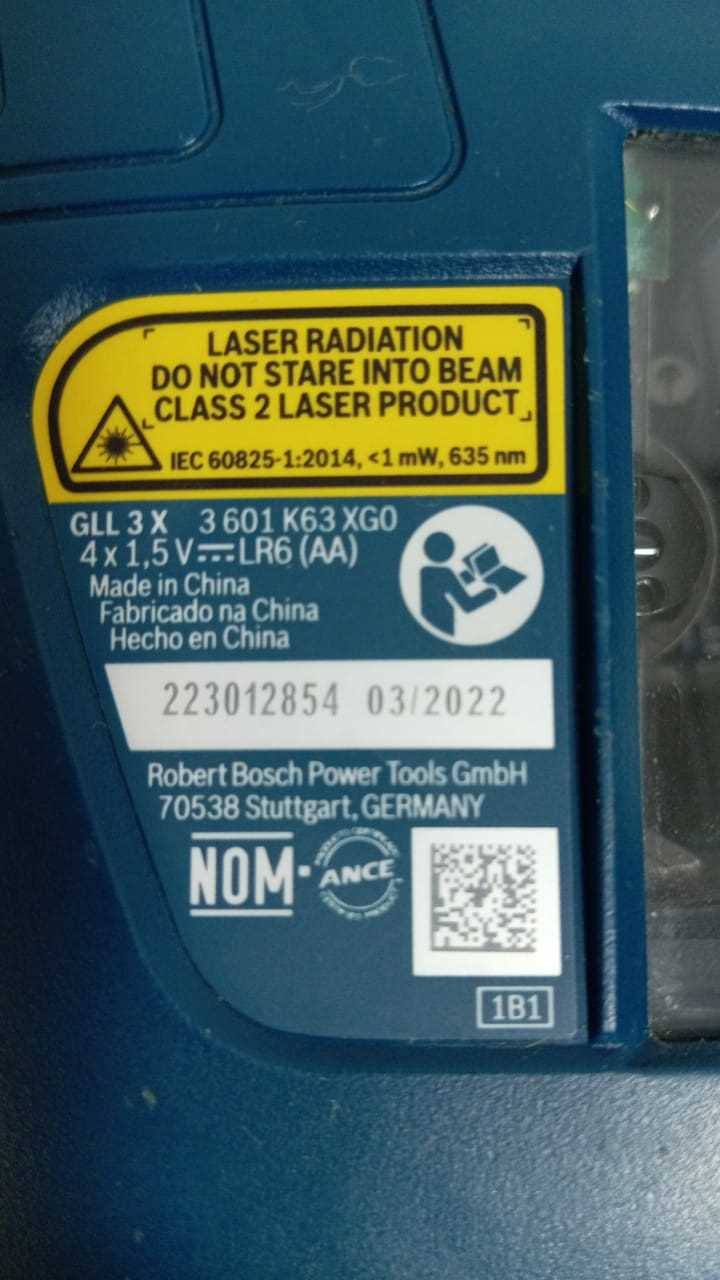 LASER RADIATION
DO NOT STARE INTO BEAM
CLASS 2 LASER PRODUCT
IEC 60825-1:2014, <1 mW, 635 nm
GLL 3 X 3 601 K63 XG0
4 x 1,5 V⎓LR6 (AA)
Made in China
Fabricado na China
Hecho en China
223012854 03/2022
Robert Bosch Power Tools GmbH
70538 Stuttgart, GERMANY
NOM-ANCE
1B1